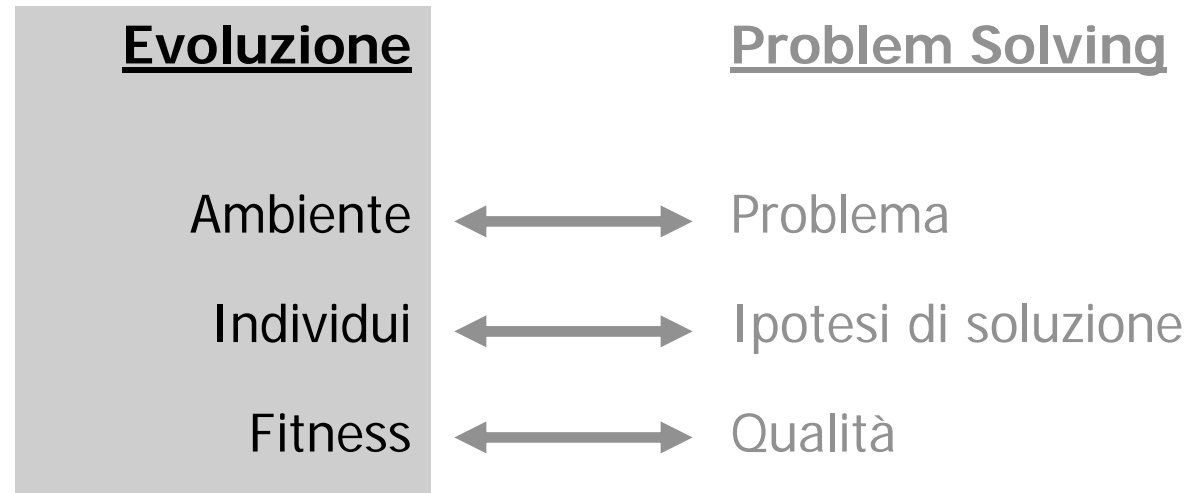 Evoluzione Problem Solving
Ambiente Problema
Individui Ipotesi di soluzione
Fitness Qualità